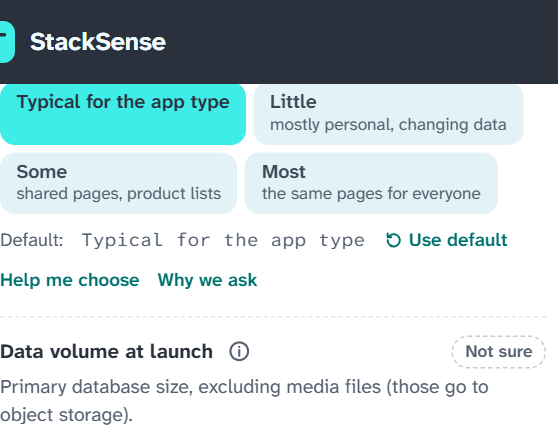 StackSense
Typical for the app type
Little
mostly personal, changing data
Some
shared pages, product lists
Most
the same pages for everyone
Default: Typical for the app type Use default
Help me choose Why we ask
Data volume at launch Not sure
Primary database size, excluding media files (those go to
object storage).